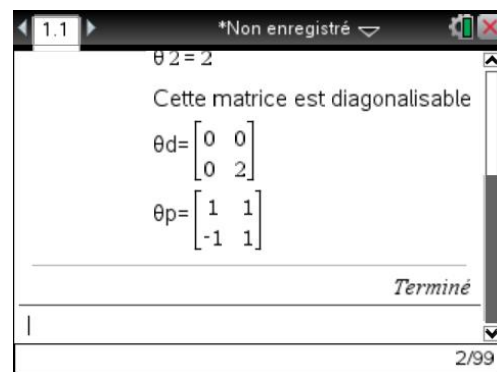 1.1
*Non enregistré
θ2=2
Cette matrice est diagonalisable
θd=[0 0
0 2]
θp=[1 1
-1 1]
Terminé
2/99